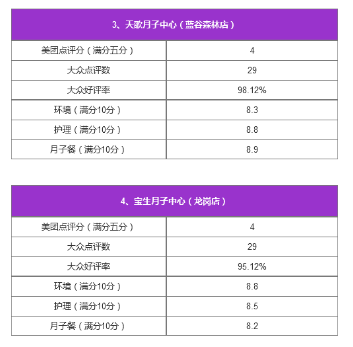 3、天歌月子中心（蓝谷森林店）
美团点评分（满分五分） 4
大众点评数 29
大众好评率 98.12%
环境（满分10分） 8.3
护理（满分10分） 8.8
月子餐（满分10分） 8.9
4、宝生月子中心（龙岗店）
美团点评分（满分五分） 4
大众点评数 29
大众好评率 95.12%
环境（满分10分） 8.8
护理（满分10分） 8.5
月子餐（满分10分） 8.2